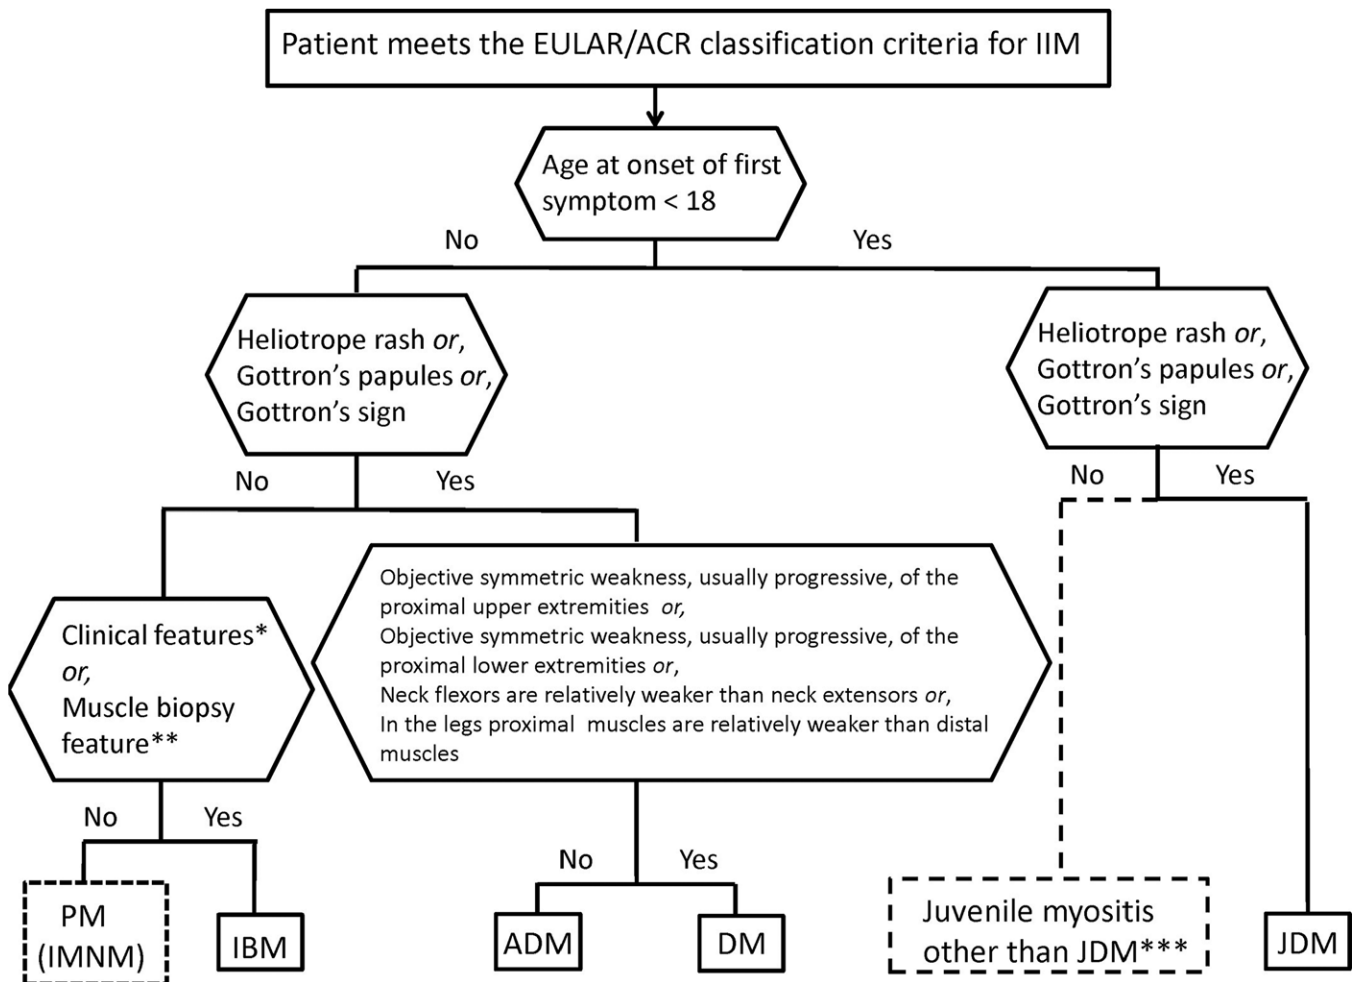 Patient meets the EULAR/ACR classification criteria for IIM
Age at onset of first
symptom < 18
No
Yes
Heliotrope rash or,
Gottron’s papules or,
Gottron’s sign
Heliotrope rash or,
Gottron’s papules or,
Gottron’s sign
No
Yes
No
Yes
Clinical features*
or,
Muscle biopsy
feature**
Objective symmetric weakness, usually progressive, of the
proximal upper extremities or,
Objective symmetric weakness, usually progressive, of the
proximal lower extremities or,
Neck flexors are relatively weaker than neck extensors or,
In the legs proximal muscles are relatively weaker than distal
muscles
No
Yes
No
Yes
PM
(IMNM)
IBM
ADM
DM
Juvenile myositis
other than JDM***
JDM